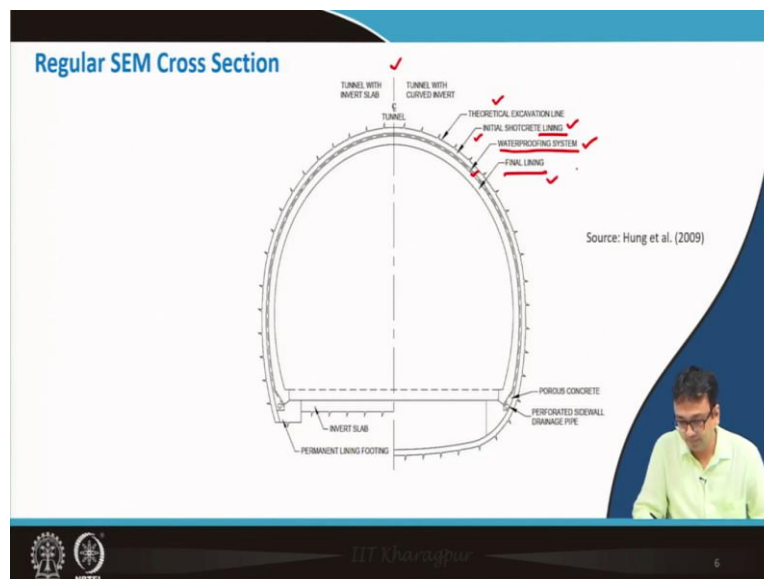 Regular SEM Cross Section
TUNNEL WITH
INVERT SLAB
TUNNEL WITH
CURVED INVERT
℄
TUNNEL
THEORETICAL EXCAVATION LINE
INITIAL SHOTCRETE LINING
WATERPROOFING SYSTEM
FINAL LINING
Source: Hung et al. (2009)
POROUS CONCRETE
PERFORATED SIDEWALL
DRAINAGE PIPE
INVERT SLAB
PERMANENT LINING FOOTING
IIT Kharagpur
NPTEL
6